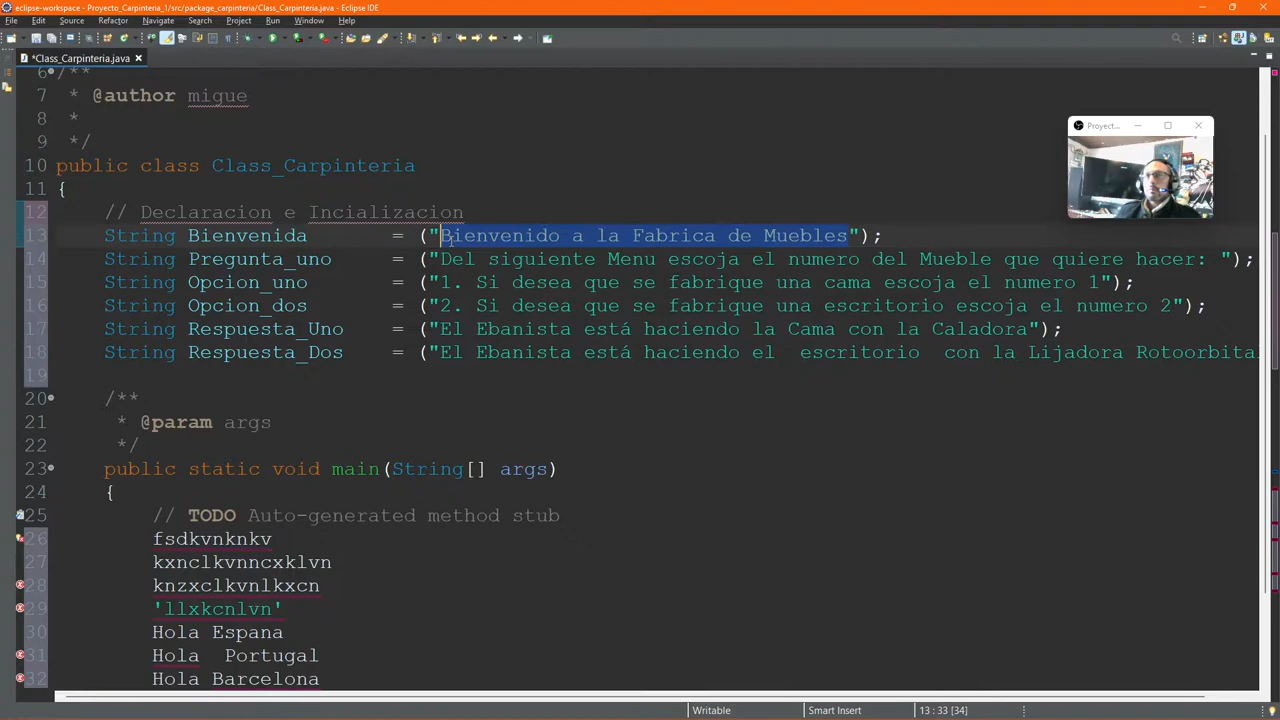 eclipse-workspace - Proyecto_Carpinteria_1/src/package_carpinteria/Class_Carpinteria.java - Eclipse IDE
File Edit Source Refactor Navigate Search Project Run Window Help
*Class_Carpinteria.java
6 /**
7 * @author migue
8 *
9 */
10 public class Class_Carpinteria
11 {
12 // Declaracion e Incializacion
13 String Bienvenida = ("Bienvenido a la Fabrica de Muebles");
14 String Pregunta_uno = ("Del siguiente Menu escoja el numero del Mueble que quiere hacer: ");
15 String Opcion_uno = ("1. Si desea que se fabrique una cama escoja el numero 1");
16 String Opcion_dos = ("2. Si desea que se fabrique una escritorio escoja el numero 2");
17 String Respuesta_Uno = ("El Ebanista está haciendo la Cama con la Caladora");
18 String Respuesta_Dos = ("El Ebanista está haciendo el escritorio con la Lijadora Rotoorbital
19
20 /**
21 * @param args
22 */
23 public static void main(String[] args)
24 {
25 // TODO Auto-generated method stub
26 fsdkvnknkv
27 kxnclkvnncxklvn
28 knzxclkvnlkxcn
29 'llxkcnlvn'
30 Hola Espana
31 Hola Portugal
32 Hola Barcelona
Proyect...
Writable Smart Insert 13 : 33 [34]